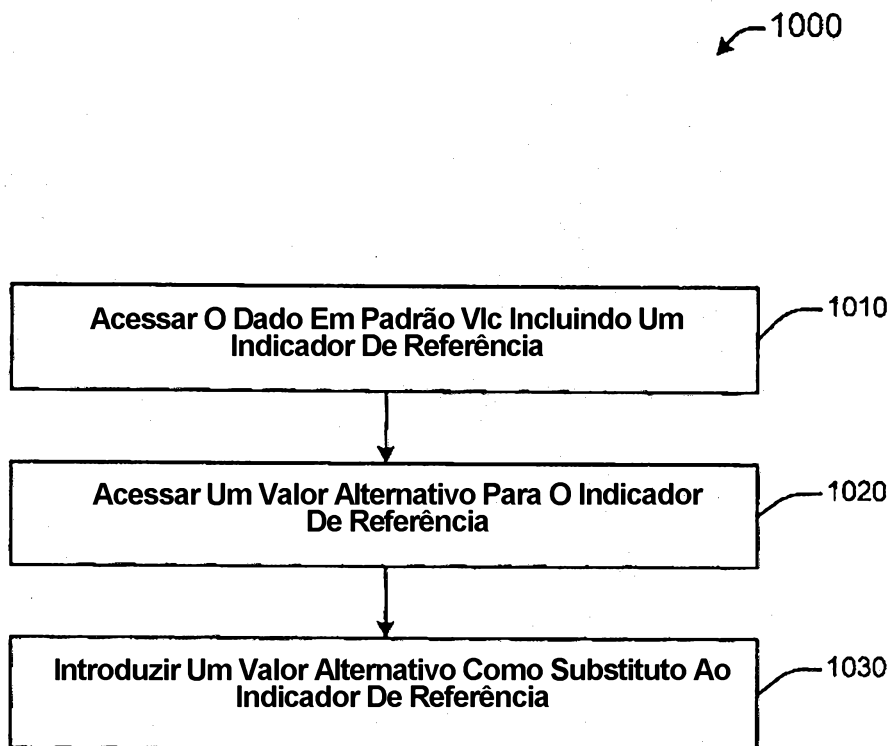 1000
Acessar O Dado Em Padrão Vlc Incluindo Um
Indicador De Referência
1010
Acessar Um Valor Alternativo Para O Indicador
De Referência
1020
Introduzir Um Valor Alternativo Como Substituto Ao
Indicador De Referência
1030